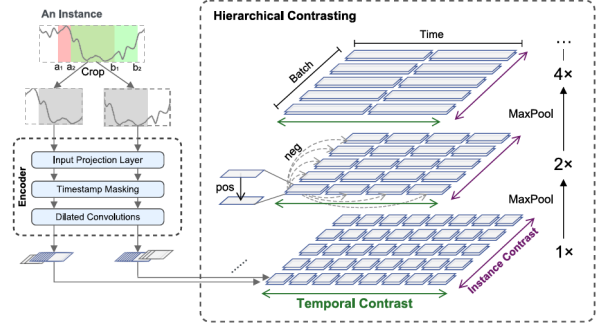 An Instance
a₁ a₂ b₁ b₂
Crop
Encoder
Input Projection Layer
Timestamp Masking
Dilated Convolutions
Hierarchical Contrasting
Time
Batch
...
4×
MaxPool
neg
pos
2×
MaxPool
1×
Instance Contrast
Temporal Contrast
.....